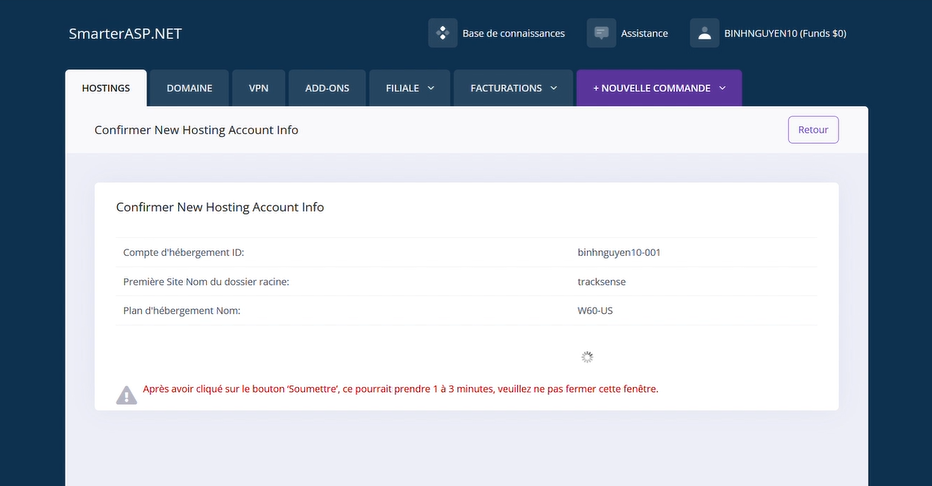 SmarterASP.NET
Base de connaissances
Assistance
BINHNGUYEN10 (Funds $0)
HOSTINGS
DOMAINE
VPN
ADD-ONS
FILIALE
FACTURATIONS
+ NOUVELLE COMMANDE
Confirmer New Hosting Account Info
Retour
Confirmer New Hosting Account Info
Compte d'hébergement ID: binhnguyen10-001
Première Site Nom du dossier racine: tracksense
Plan d'hébergement Nom: W60-US
Après avoir cliqué sur le bouton 'Soumettre', ce pourrait prendre 1 à 3 minutes, veuillez ne pas fermer cette fenêtre.